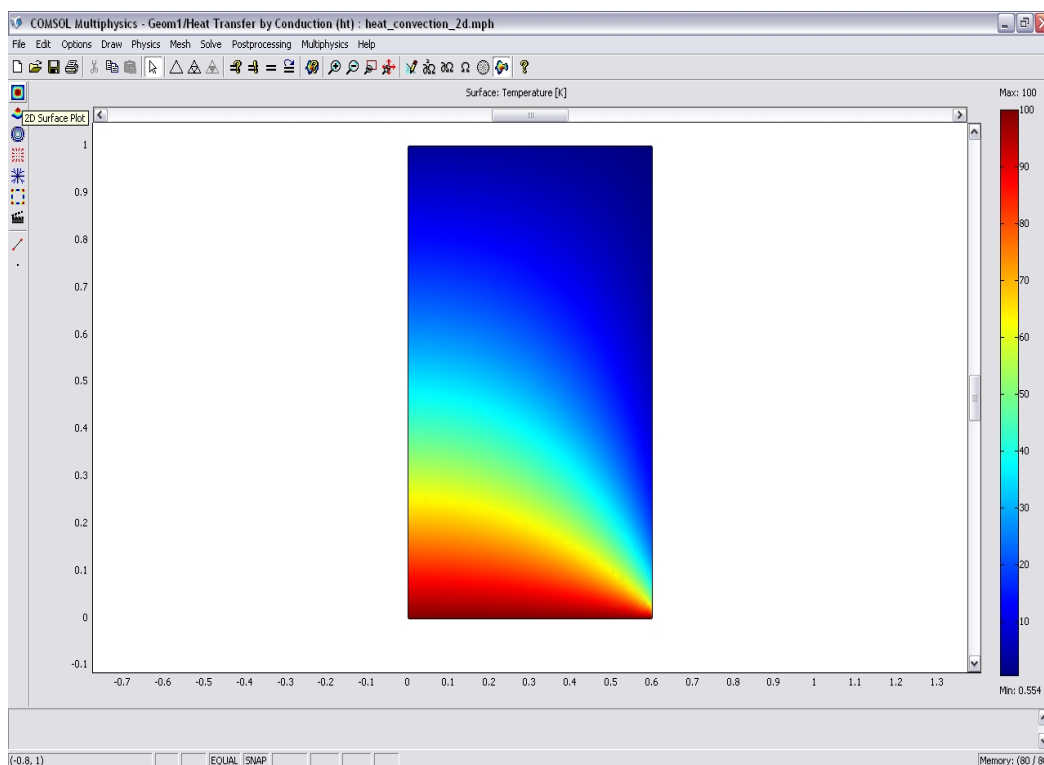 COMSOL Multiphysics - Geom1/Heat Transfer by Conduction (ht) : heat_convection_2d.mph
File Edit Options Draw Physics Mesh Solve Postprocessing Multiphysics Help
Surface: Temperature [K]
Max: 100
2D Surface Plot
1
0.9
0.8
0.7
0.6
0.5
0.4
0.3
0.2
0.1
0
-0.1
-0.7 -0.6 -0.5 -0.4 -0.3 -0.2 -0.1 0 0.1 0.2 0.3 0.4 0.5 0.6 0.7 0.8 0.9 1 1.1 1.2 1.3
100
90
80
70
60
50
40
30
20
10
Min: 0.554
(-0.8, 1) EQUAL SNAP Memory: (80 /